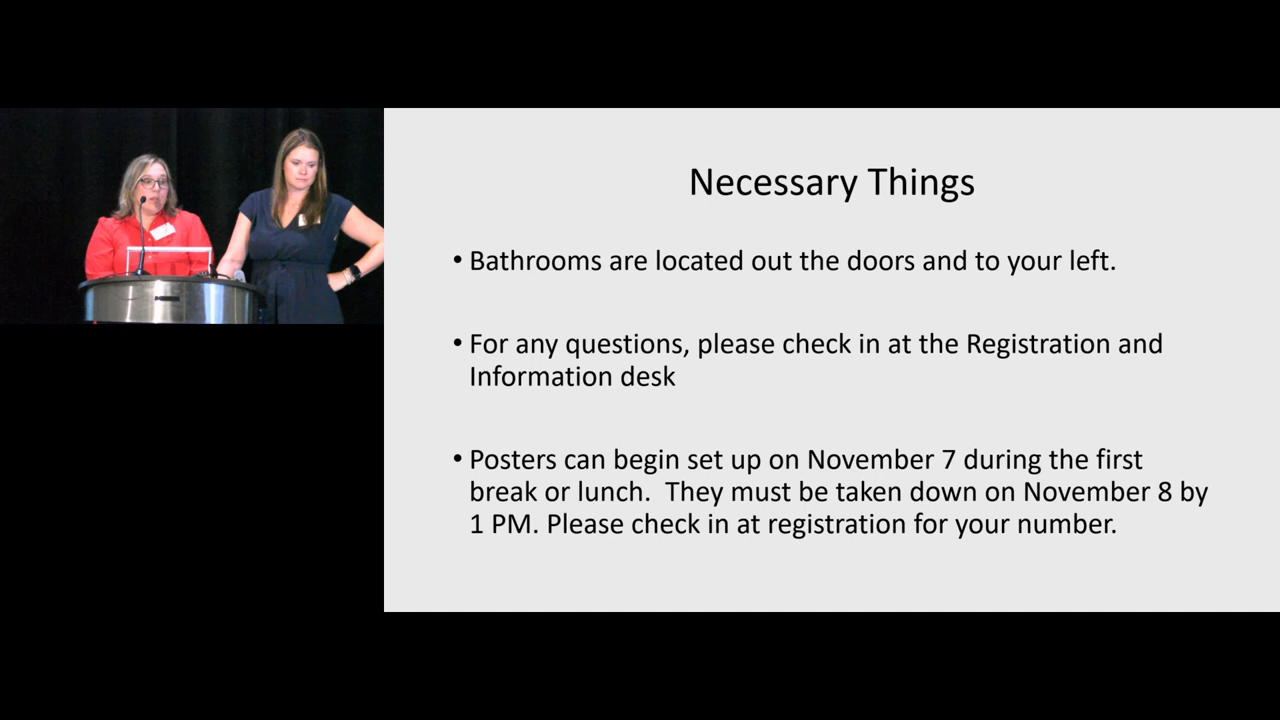 Necessary Things
• Bathrooms are located out the doors and to your left.
• For any questions, please check in at the Registration and
Information desk
• Posters can begin set up on November 7 during the first
break or lunch.  They must be taken down on November 8 by
1 PM. Please check in at registration for your number.